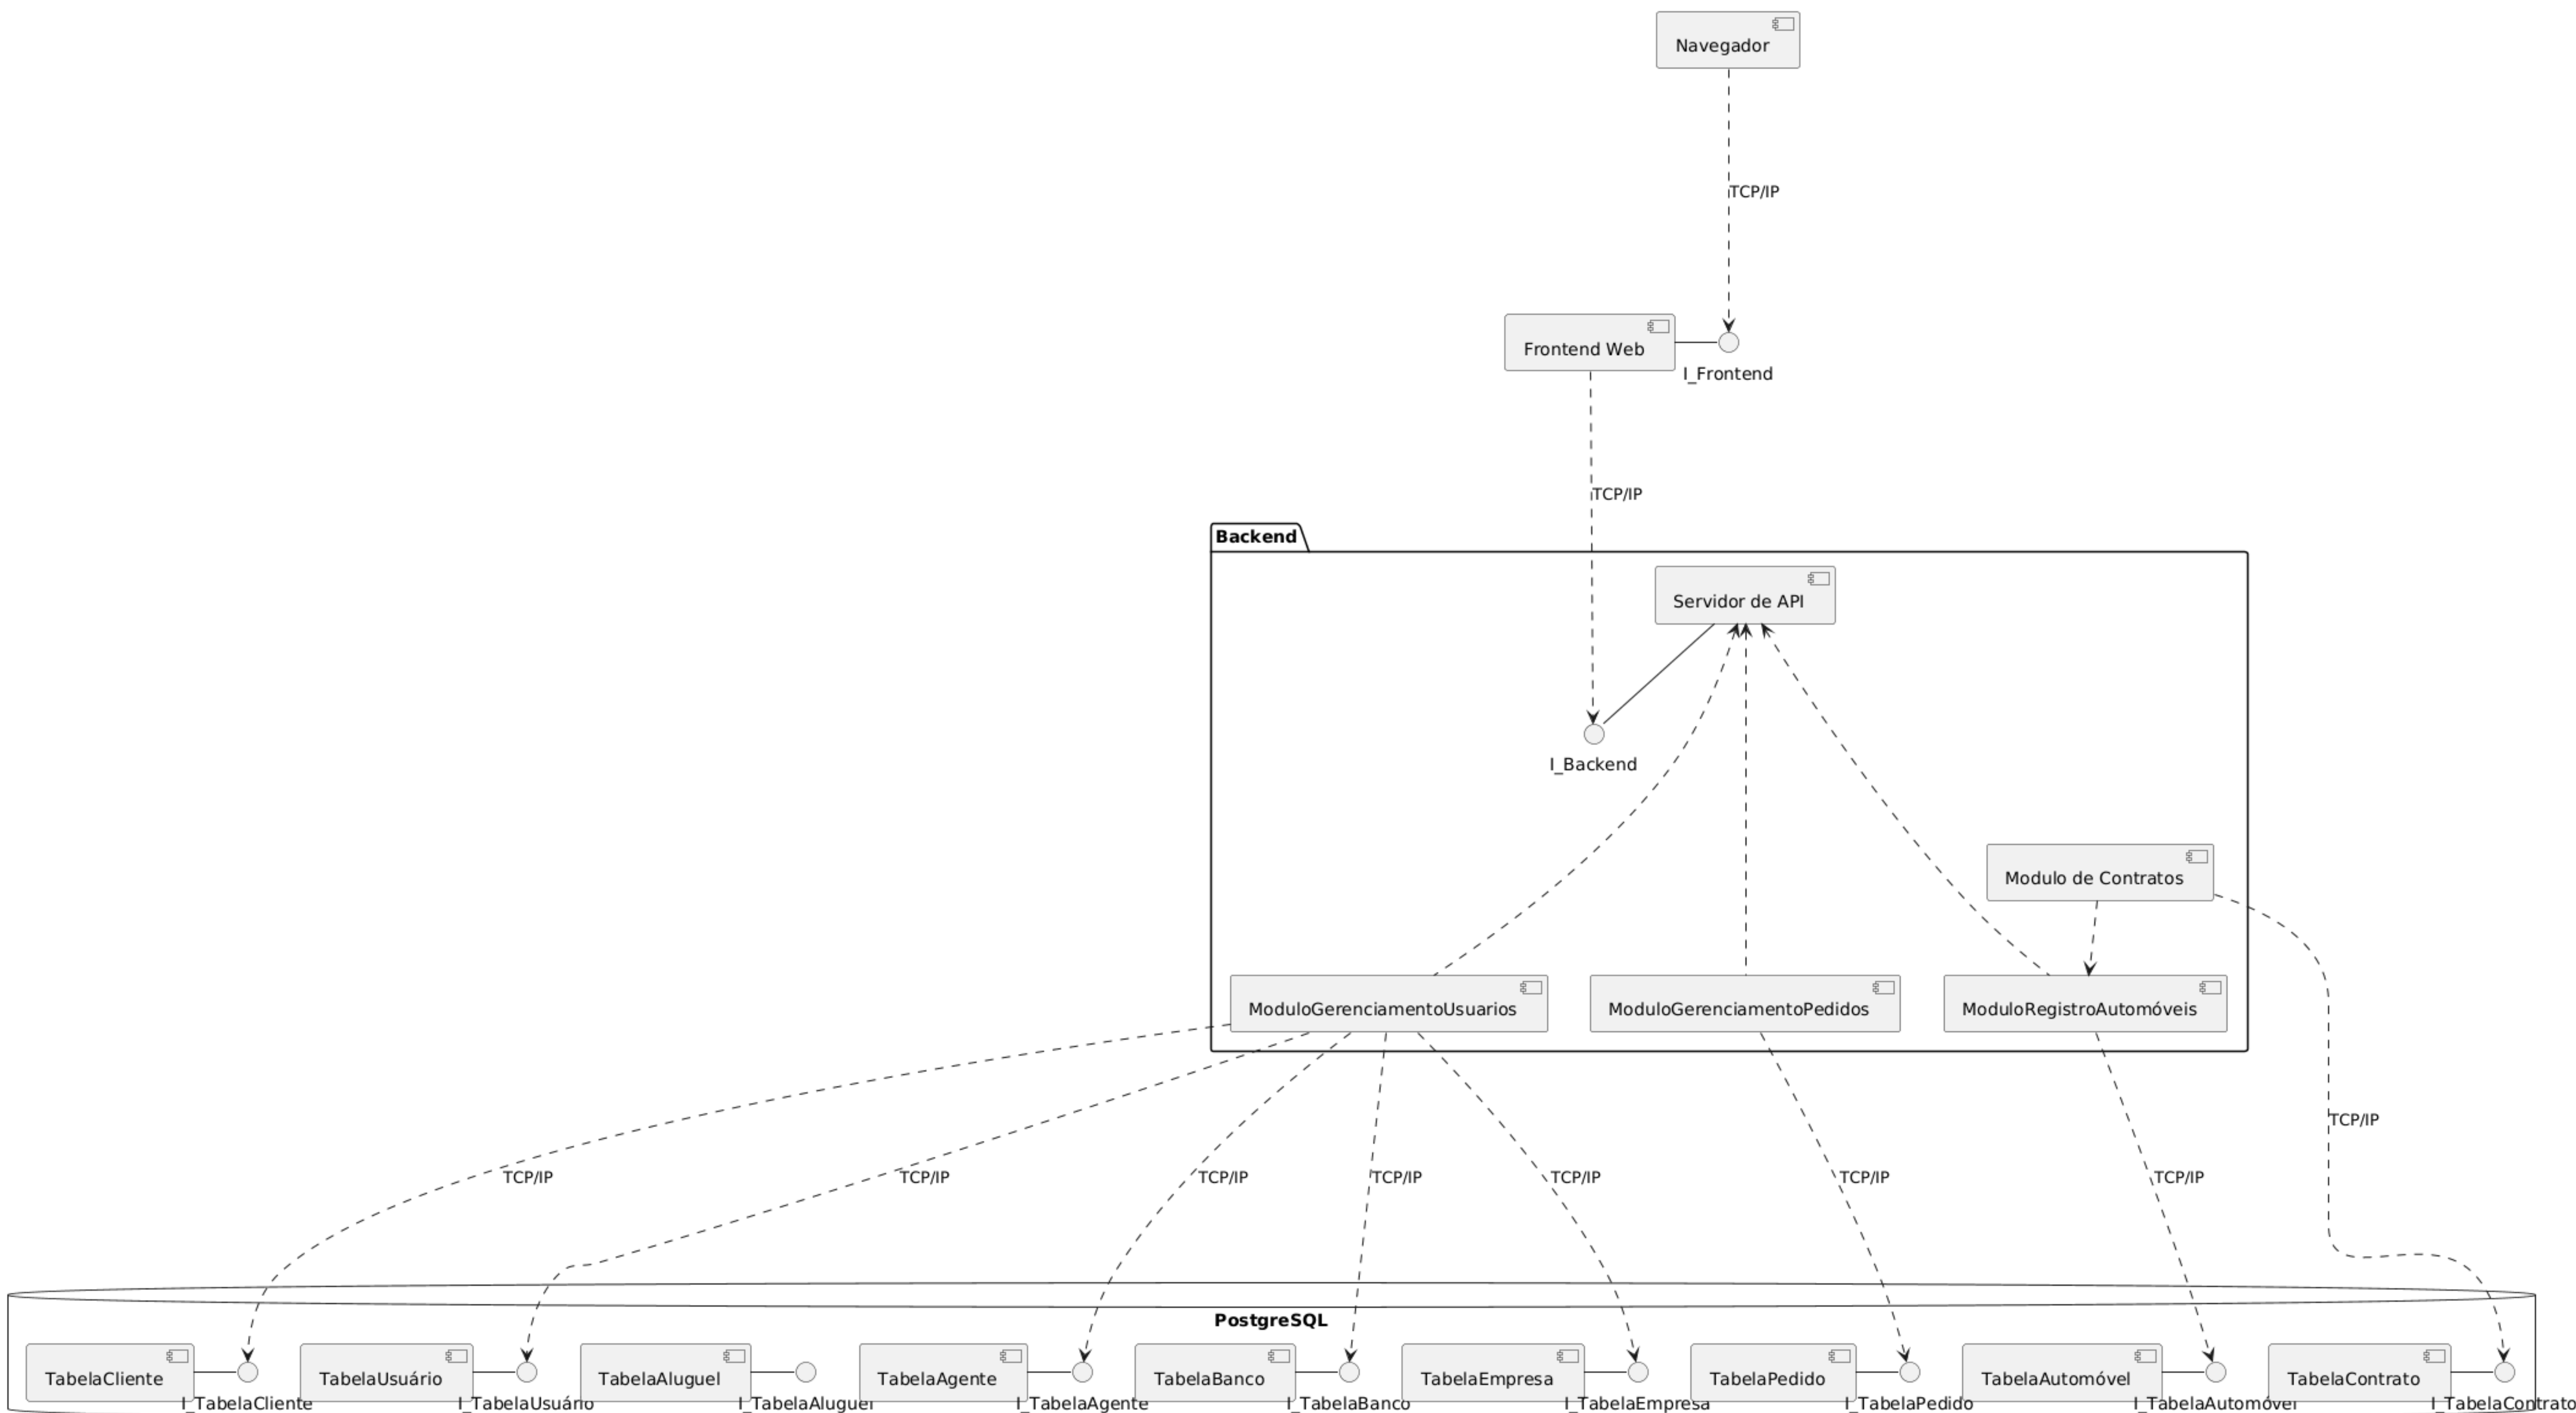 Navegador
TCP/IP
Frontend Web
I_Frontend
TCP/IP
Backend
Servidor de API
I_Backend
Modulo de Contratos
ModuloGerenciamentoUsuarios
ModuloGerenciamentoPedidos
ModuloRegistroAutomóveis
TCP/IP
TCP/IP
TCP/IP
TCP/IP
TCP/IP
TCP/IP
TCP/IP
TCP/IP
PostgreSQL
TabelaCliente
TabelaUsuário
TabelaAluguel
TabelaAgente
TabelaBanco
TabelaEmpresa
TabelaPedido
TabelaAutomóvel
TabelaContrato
I_TabelaCliente
I_TabelaUsuário
I_TabelaAluguel
I_TabelaAgente
I_TabelaBanco
I_TabelaEmpresa
I_TabelaPedido
I_TabelaAutomóvel
I_TabelaContrato